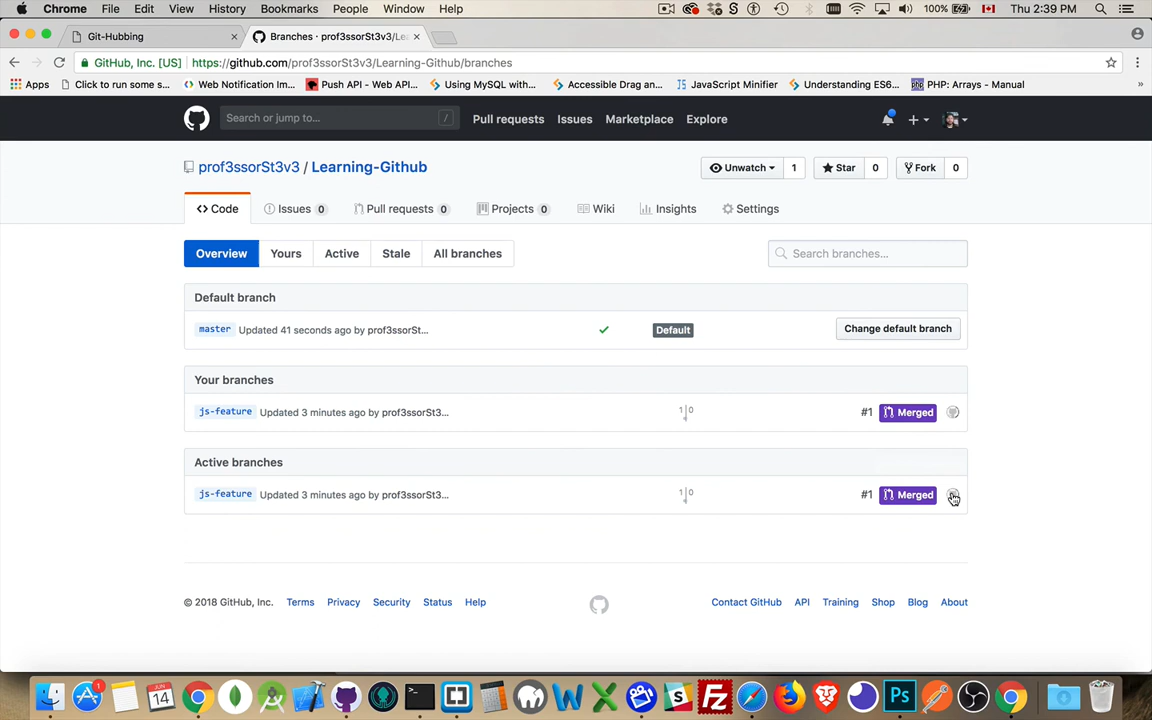 Chrome File Edit View History Bookmarks People Window Help 100% Thu 2:39 PM
Git-Hubbing Branches · prof3ssorSt3v3/Le
GitHub, Inc. [US] https://github.com/prof3ssorSt3v3/Learning-Github/branches
Apps Click to run some s... Web Notification Im... Push API - Web API... Using MySQL with... Accessible Drag an... JavaScript Minifier Understanding ES6... PHP: Arrays - Manual »
Search or jump to... / Pull requests Issues Marketplace Explore
prof3ssorSt3v3 / Learning-Github Unwatch 1 Star 0 Fork 0
Code Issues 0 Pull requests 0 Projects 0 Wiki Insights Settings
Overview Yours Active Stale All branches Search branches...
Default branch
master Updated 41 seconds ago by prof3ssorSt... Default Change default branch
Your branches
js-feature Updated 3 minutes ago by prof3ssorSt3... 1 0 #1 Merged
Active branches
js-feature Updated 3 minutes ago by prof3ssorSt3... 1 0 #1 Merged
© 2018 GitHub, Inc. Terms Privacy Security Status Help Contact GitHub API Training Shop Blog About
1 JUN 14 Ps